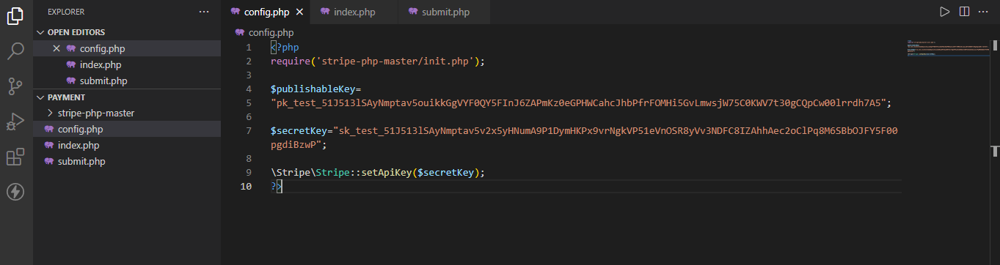 EXPLORER
OPEN EDITORS
config.php
index.php
submit.php
PAYMENT
stripe-php-master
config.php
index.php
submit.php
config.php
index.php
submit.php
config.php
1 <?php
2 require('stripe-php-master/init.php');
3
4 $publishableKey=
5 "pk_test_51J513lSAyNmptav5ouikkGgVYF0QY5FInJ6ZAPmKz0eGPHWCahcJhbPfrFOMHi5GvLmwsjW75C0KWV7t30gCQpCw00lrrdh7A5";
6
7 $secretKey="sk_test_51J513lSAyNmptav5v2x5yHNumA9P1DymHKPx9vrNgkVP51eVnOSR8yVv3NDFC8IZAhhAec2oClPq8M6SBbOJFY5F00
pgdiBzwP";
8
9 \Stripe\Stripe::setApiKey($secretKey);
10 ?>